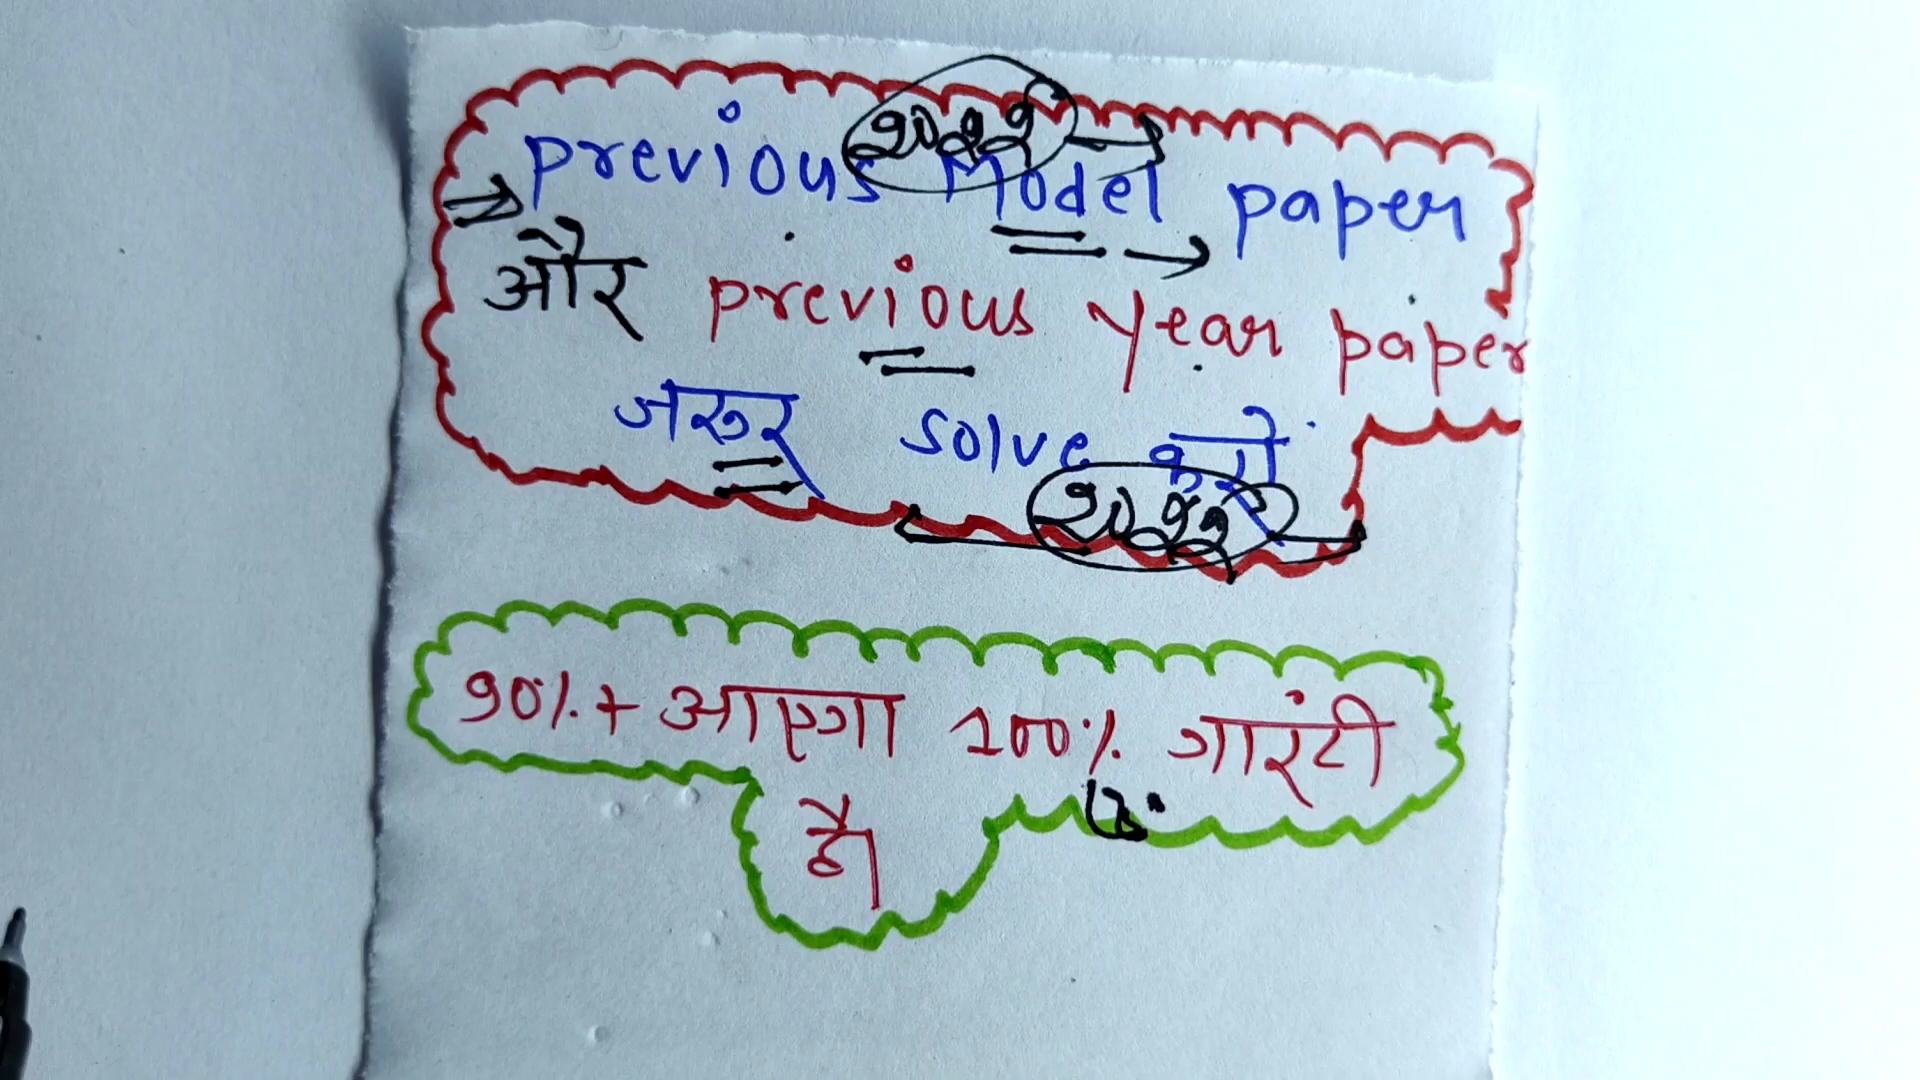 previous Model paper
और previous year paper
जरुर solve करे
90%+ आएगा 100% गारंटी
है।